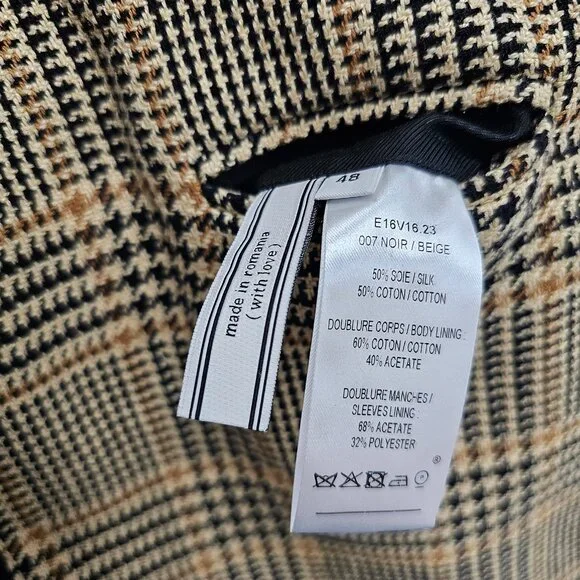 48
made in romania
(with love)
E16V16.23
007 NOIR / BEIGE
50% SOIE / SILK
50% COTON / COTTON
DOUBLURE CORPS / BODY LINING
60% COTON / COTTON
40% ACETATE
DOUBLURE MANCHES /
SLEEVES LINING
68% ACETATE
32% POLYESTER